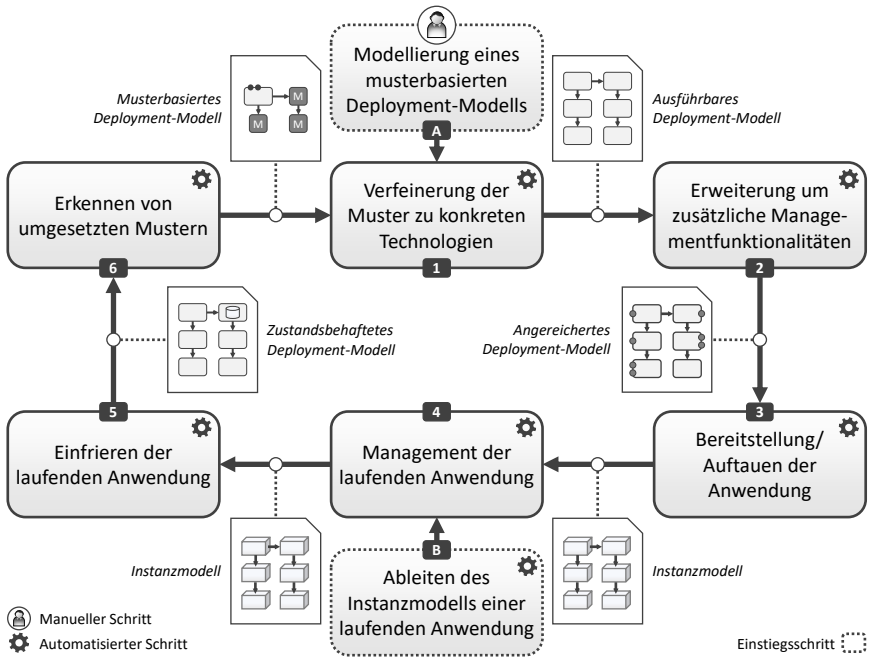 Modellierung eines
musterbasierten
Deployment-Modells
A
Musterbasiertes
Deployment-Modell
M
M
M
Ausführbares
Deployment-Modell
Erkennen von
umgesetzten Mustern
6
Verfeinerung der
Muster zu konkreten
Technologien
1
Erweiterung um
zusätzliche Manage-
mentfunktionalitäten
2
Zustandsbehaftetes
Deployment-Modell
Angereichertes
Deployment-Modell
5
Einfrieren der
laufenden Anwendung
4
Management der
laufenden Anwendung
3
Bereitstellung/
Auftauen der
Anwendung
Instanzmodell
B
Ableiten des
Instanzmodells einer
laufenden Anwendung
Instanzmodell
Manueller Schritt
Automatisierter Schritt
Einstiegsschritt